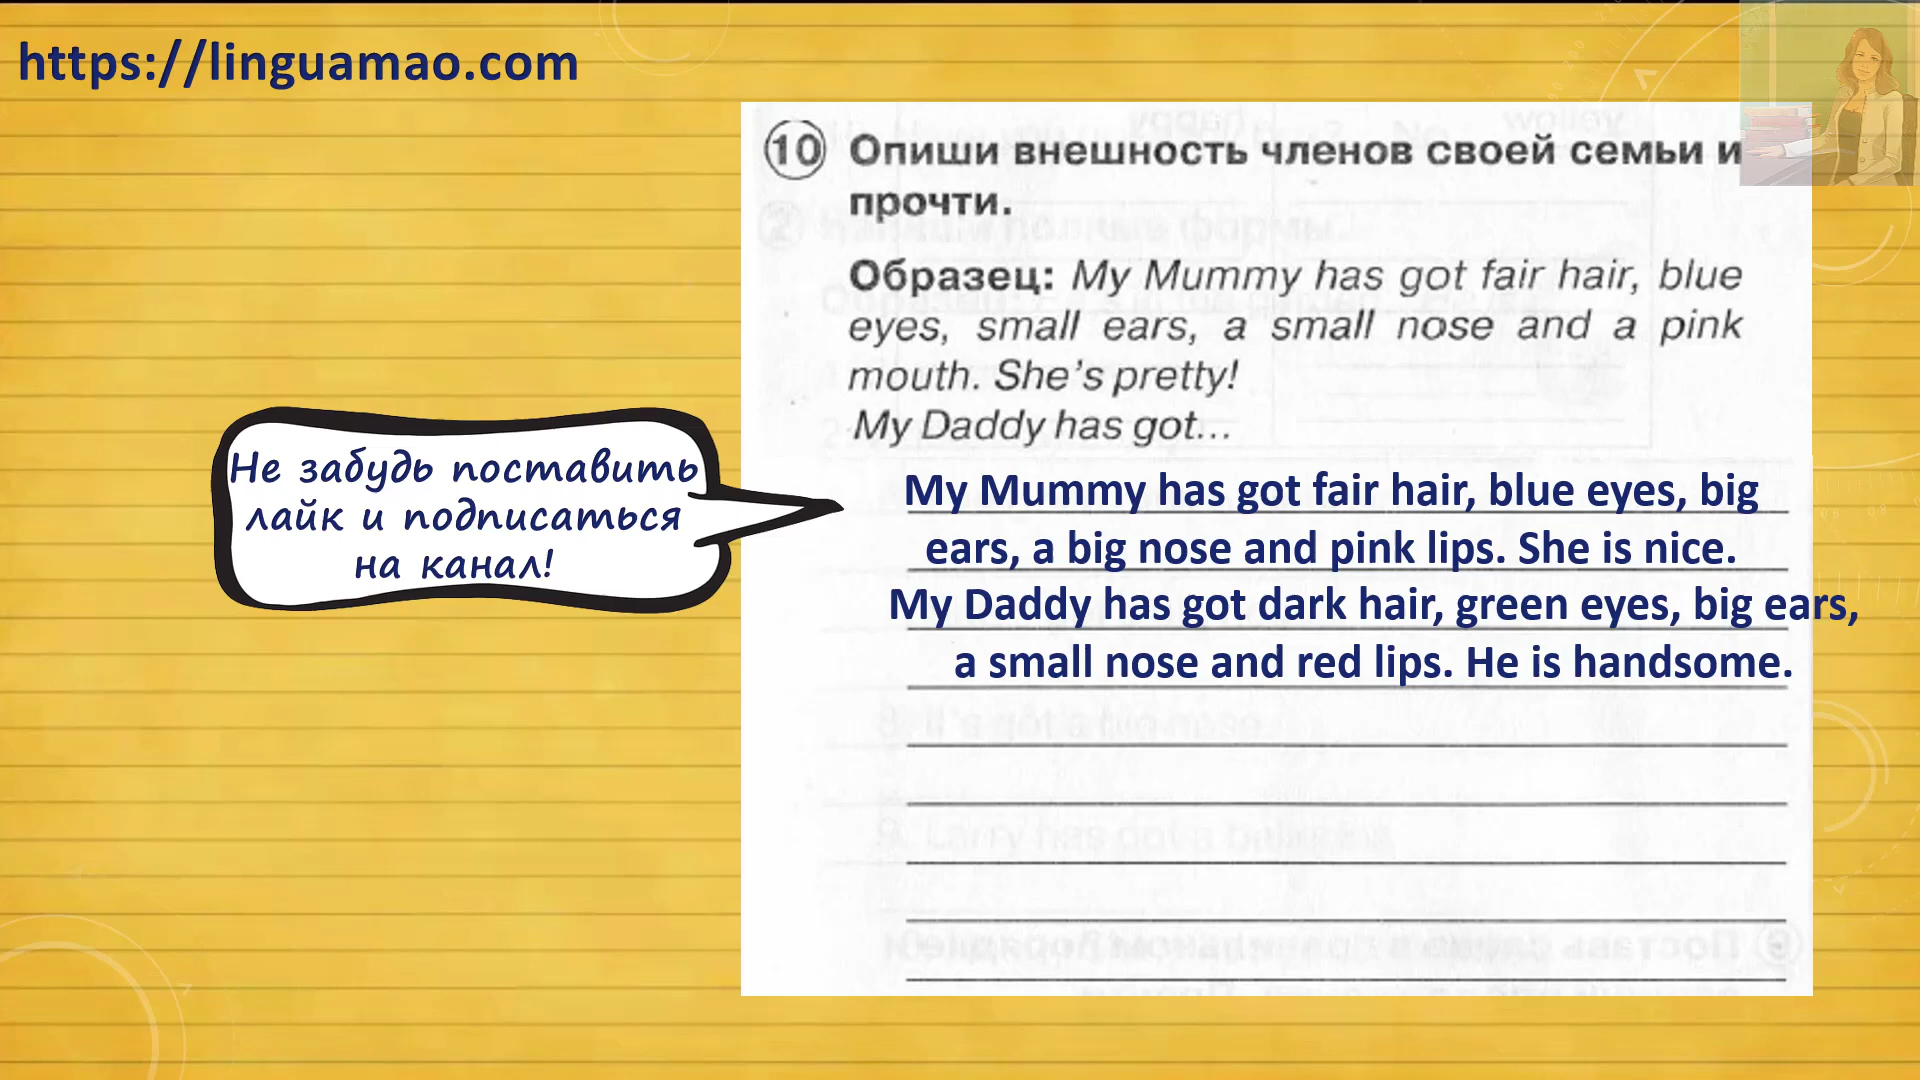 https://linguamao.com
10 Опиши внешность членов своей семьи и
прочти.
Образец: My Mummy has got fair hair, blue
eyes, small ears, a small nose and a pink
mouth. She's pretty!
My Daddy has got...
Не забудь поставить
лайк и подписаться
на канал!
My Mummy has got fair hair, blue eyes, big
ears, a big nose and pink lips. She is nice.
My Daddy has got dark hair, green eyes, big ears,
a small nose and red lips. He is handsome.